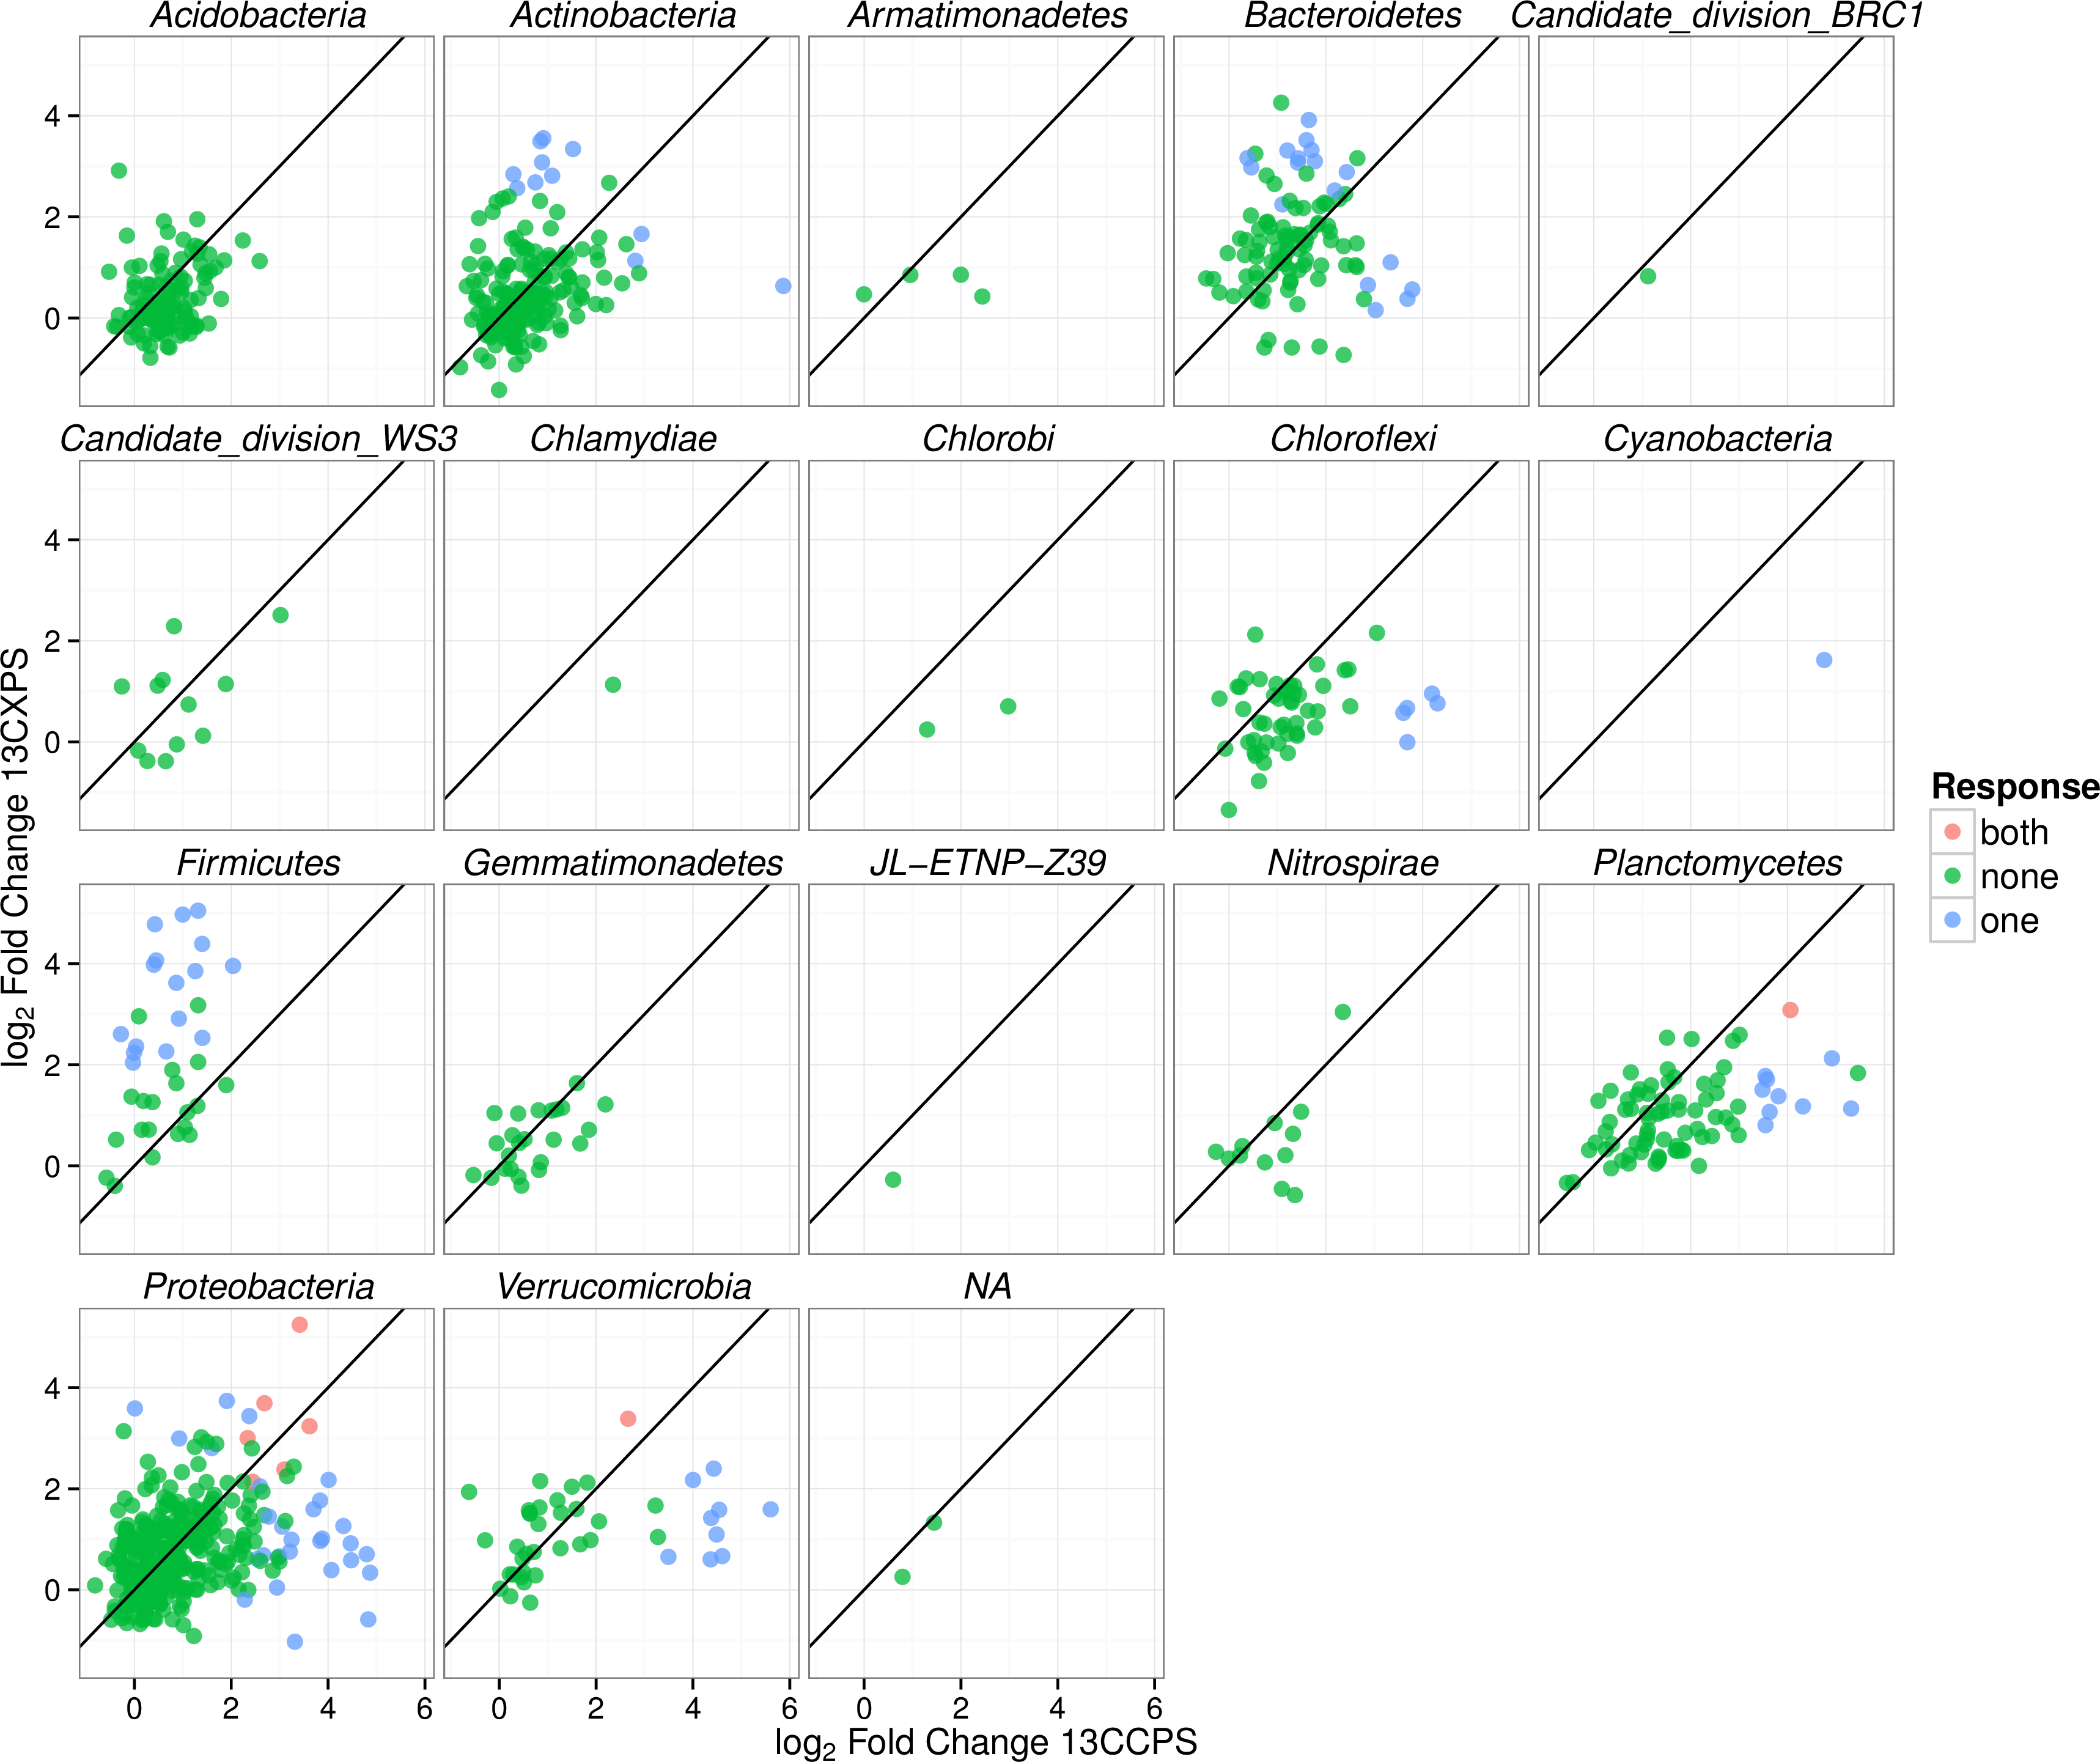 Acidobacteria Actinobacteria Armatimonadetes Bacteroidetes Candidate_division_BRC1
4
2
0
Candidate_division_WS3 Chlamydiae Chlorobi Chloroflexi Cyanobacteria
4
2
0
log2 Fold Change 13CXPS
Response
both
none
one
Firmicutes Gemmatimonadetes JL−ETNP−Z39 Nitrospirae Planctomycetes
4
2
0
Proteobacteria Verrucomicrobia NA
4
2
0
0 2 4 6 0 2 4 6 0 2 4 6
log2 Fold Change 13CCPS